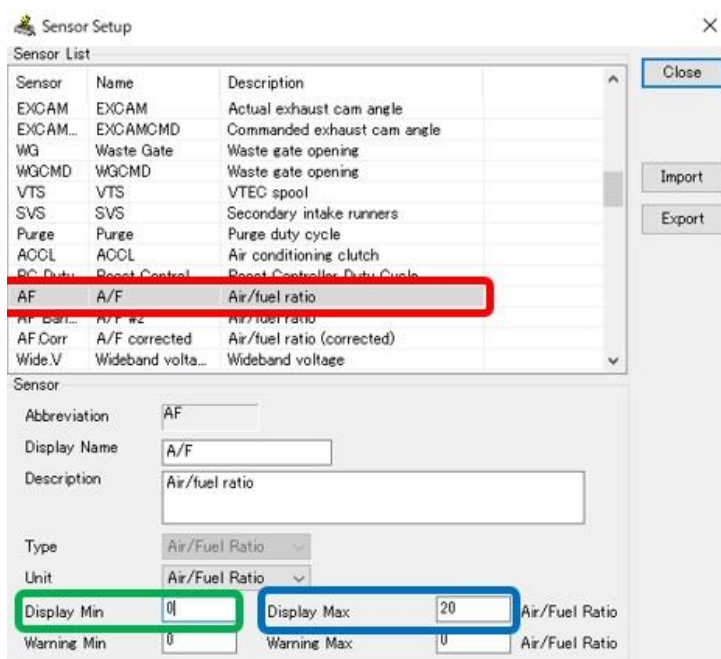 Sensor Setup
Sensor List
Close
Sensor Name Description
EXCAM EXCAM Actual exhaust cam angle
EXCAM... EXCAMCMD Commanded exhaust cam angle
WG Waste Gate Waste gate opening
WGCMD WGCMD Waste gate opening
Import
VTS VTS VTEC spool
SVS SVS Secondary intake runners
Export
Purge Purge Purge duty cycle
ACCL ACCL Air conditioning clutch
AF A/F Air/fuel ratio
AF.Corr A/F corrected Air/fuel ratio (corrected)
Wide.V Wideband volta... Wideband voltage
Sensor
Abbreviation AF
Display Name A/F
Description Air/fuel ratio
Type Air/Fuel Ratio
Unit Air/Fuel Ratio
Display Min 0 Display Max 20 Air/Fuel Ratio
Warning Min 0 Warning Max 0 Air/Fuel Ratio